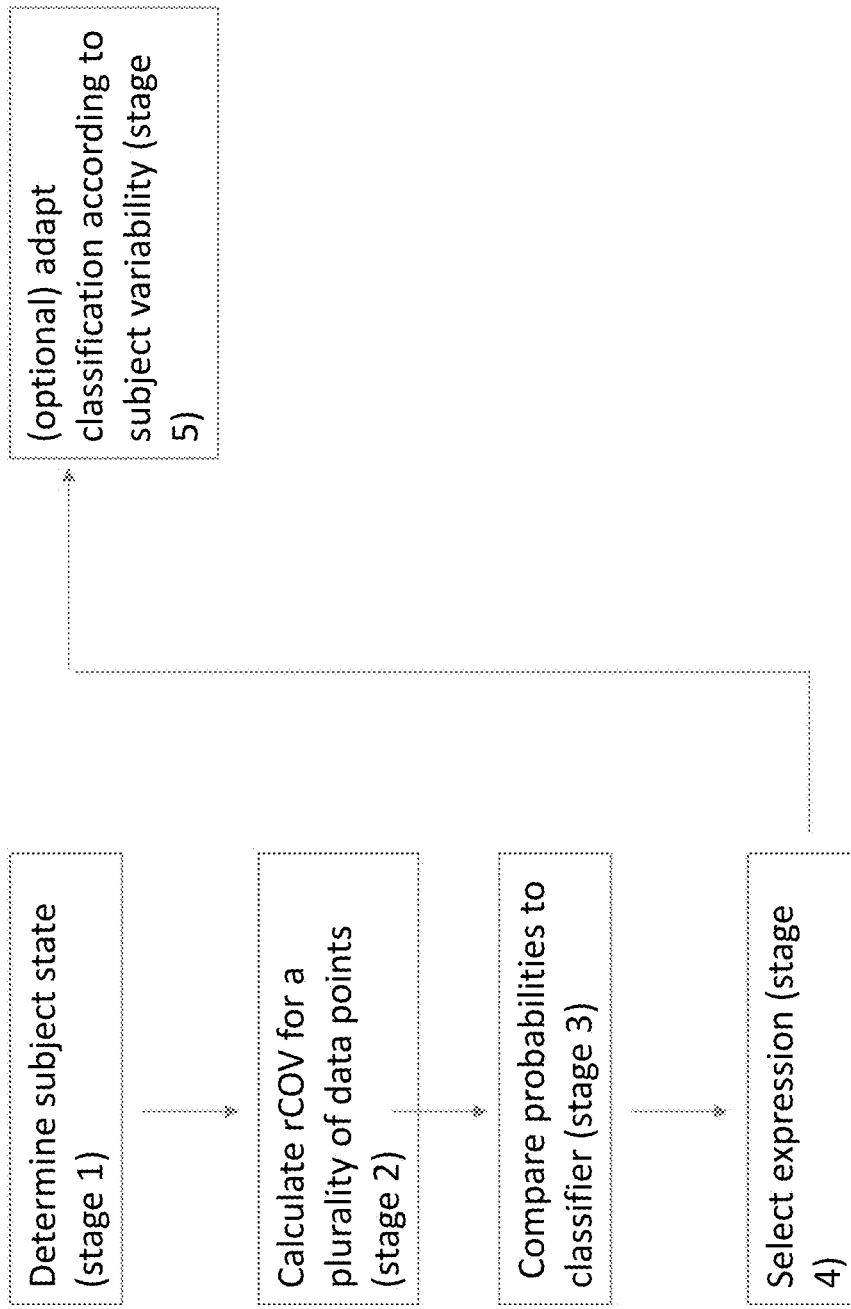 Determine subject state
(stage 1)
Calculate rCOV for a
plurality of data points
(stage 2)
Compare probabilities to
classifier (stage 3)
Select expression (stage
4)
(optional) adapt
classification according to
subject variability (stage
5)